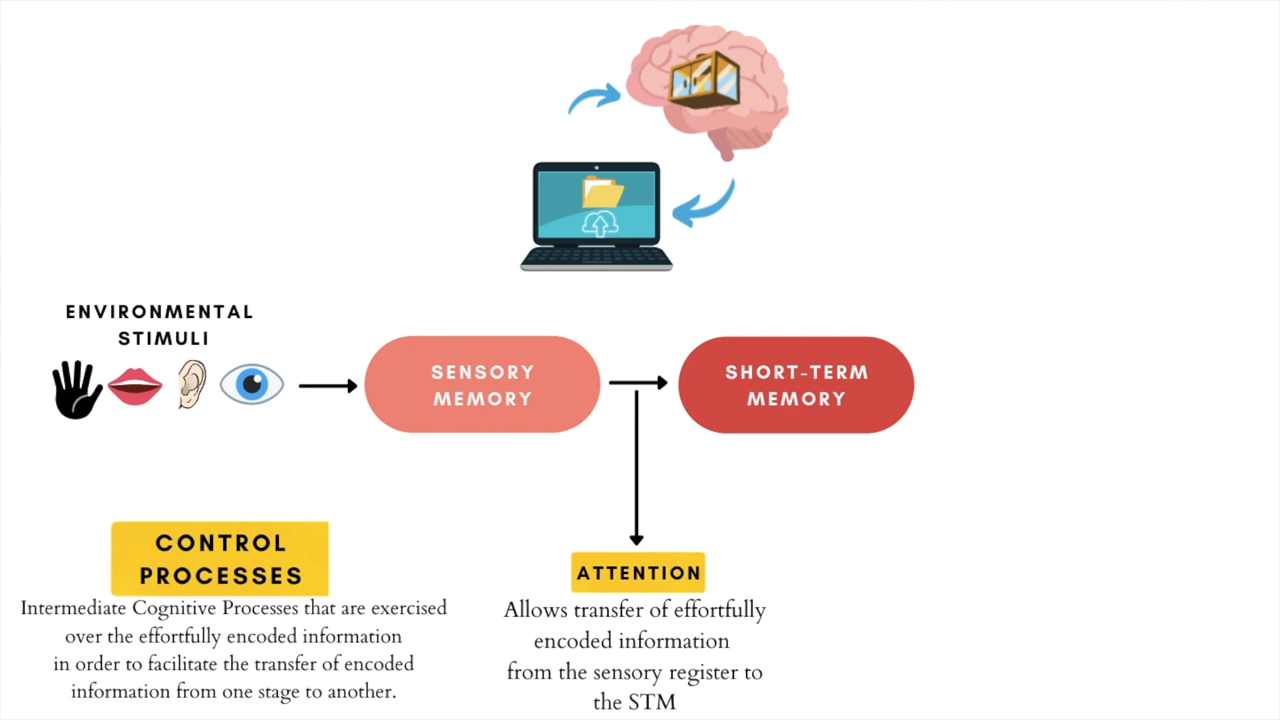 ENVIRONMENTAL
STIMULI
SENSORY
MEMORY
SHORT-TERM
MEMORY
CONTROL
PROCESSES
Intermediate Cognitive Processes that are exercised
over the effortfully encoded information
in order to facilitate the transfer of encoded
information from one stage to another.
ATTENTION
Allows transfer of effortfully
encoded information
from the sensory register to
the STM